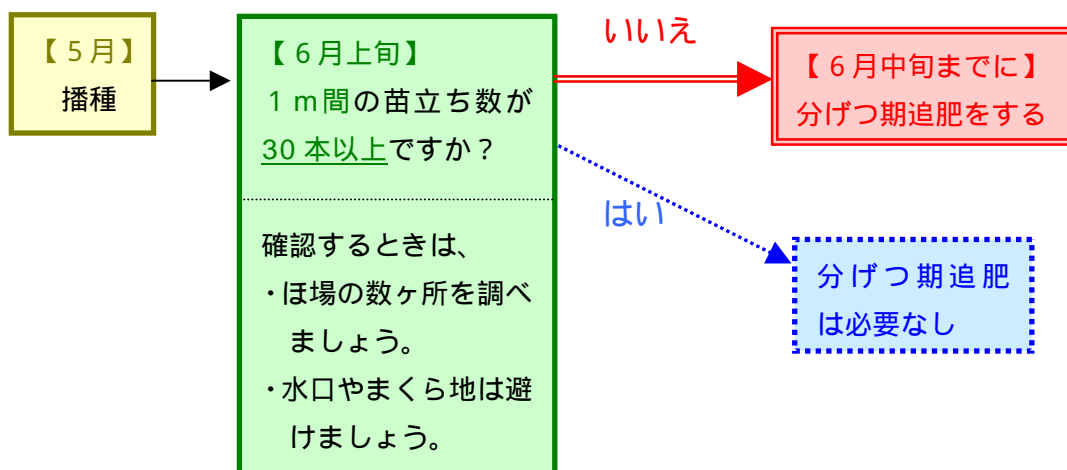 【５月】
播種
【６月上旬】
１ｍ間の苗立ち数が
30本以上ですか？
確認するときは、
・ほ場の数ヶ所を調べ
ましょう。
・水口やまくら地は避
けましょう。
いいえ
【６月中旬までに】
分げつ期追肥をする
はい
分げつ期追肥
は必要なし